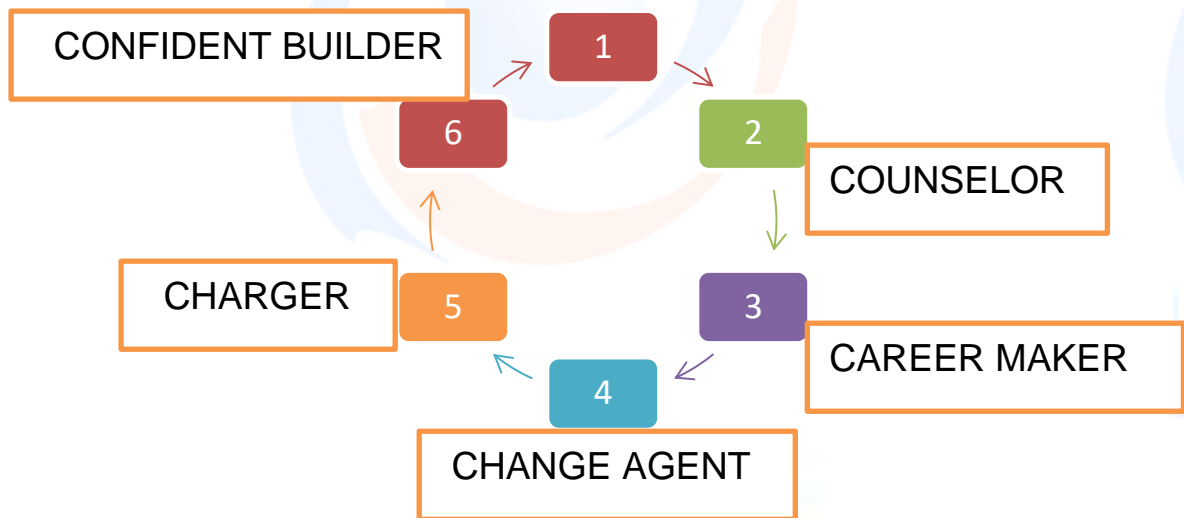 CONFIDENT BUILDER
1
6
2
COUNSELOR
CHARGER
5
3
CAREER MAKER
4
CHANGE AGENT